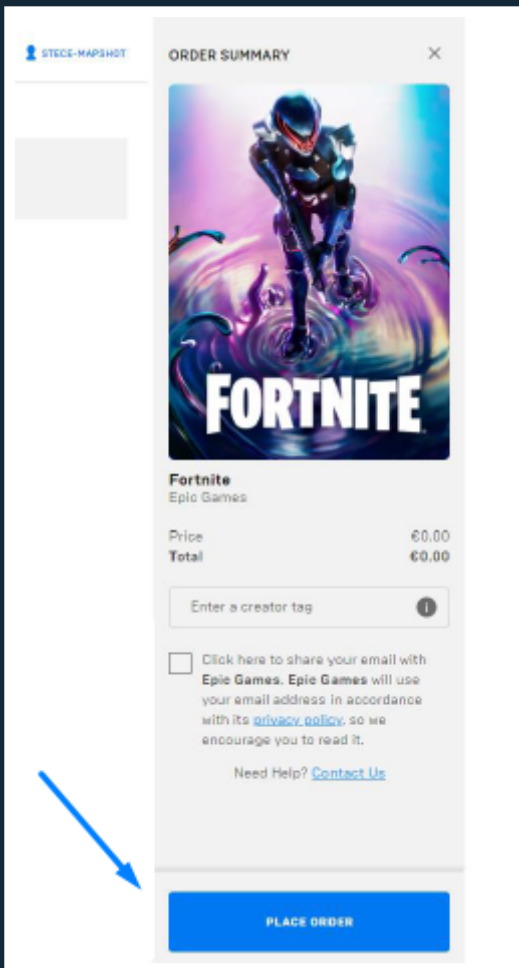 STECE-MAPSHOT
ORDER SUMMARY
FORTNITE
Fortnite
Epic Games
Price €0.00
Total €0.00
Enter a creator tag
Click here to share your email with
Epic Games. Epic Games will use
your email address in accordance
with its privacy policy, so we
encourage you to read it.
Need Help? Contact Us
PLACE ORDER